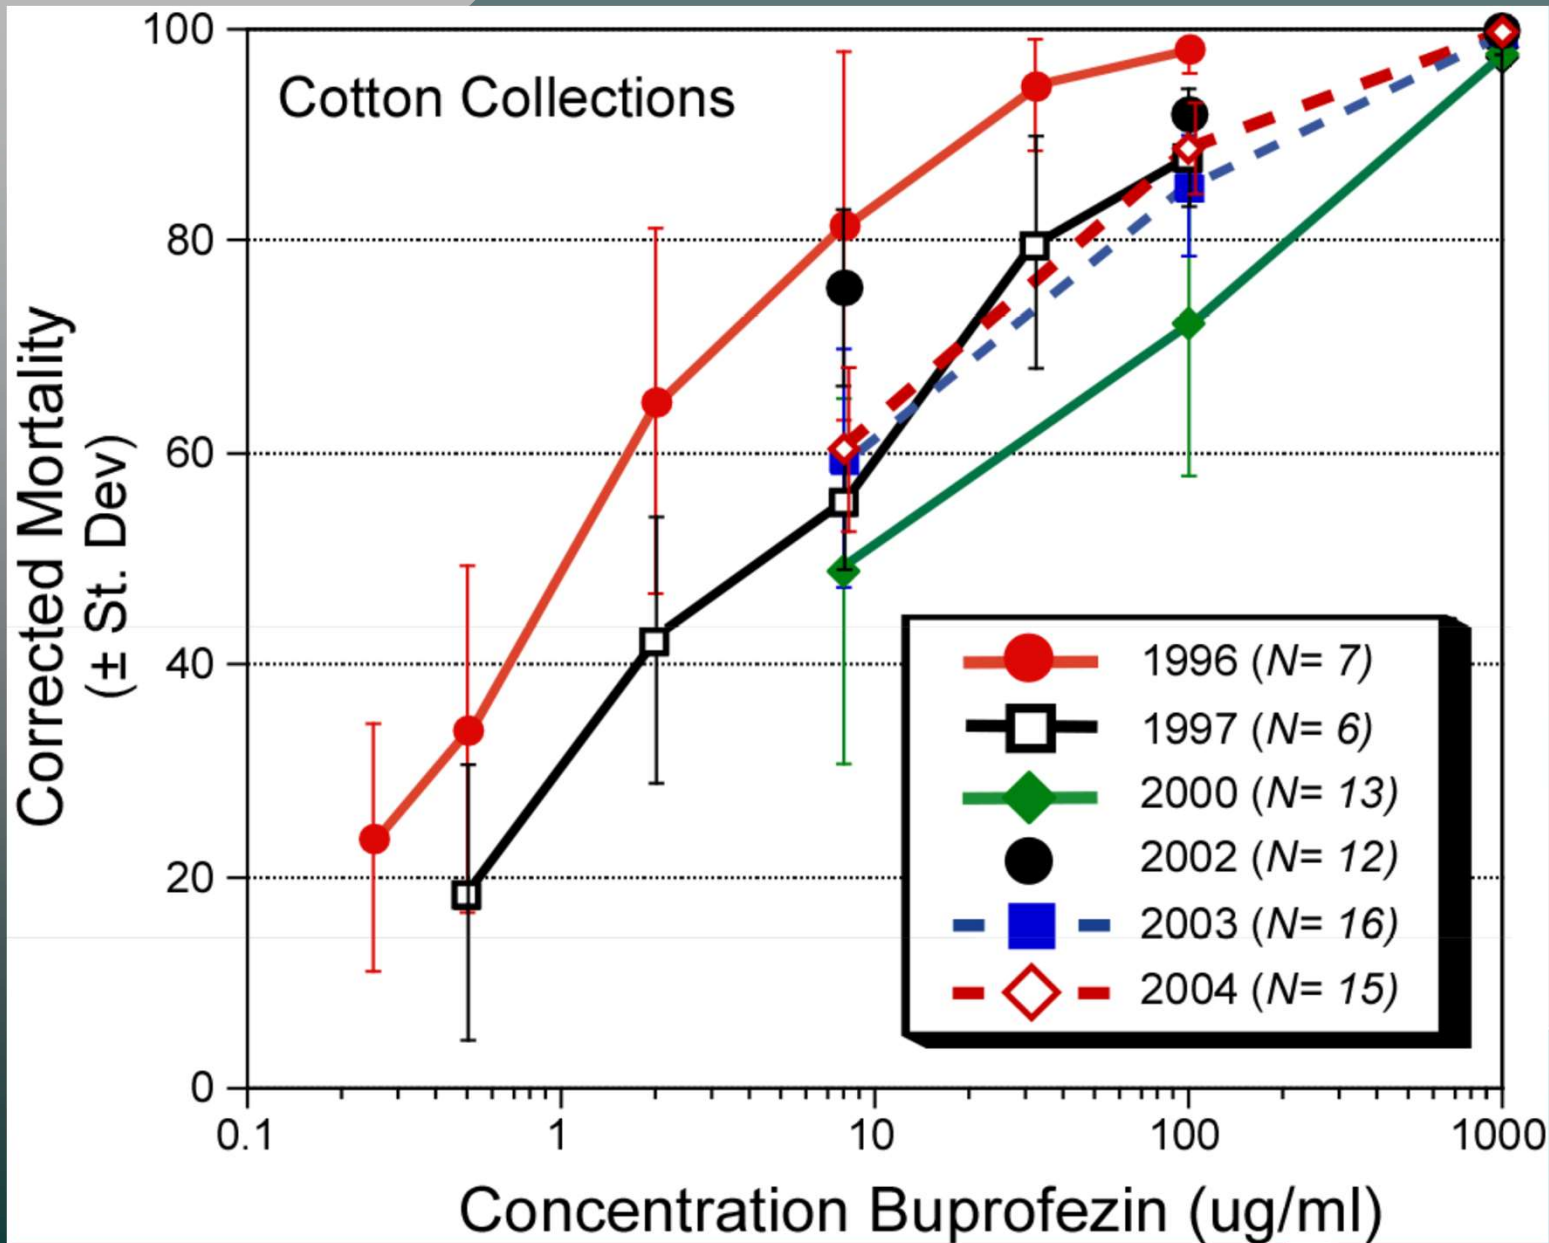 Cotton Collections
100
80
60
40
20
0
Corrected Mortality
(± St. Dev)
1996 (N= 7)
1997 (N= 6)
2000 (N= 13)
2002 (N= 12)
2003 (N= 16)
2004 (N= 15)
0.1 1 10 100 1000
Concentration Buprofezin (ug/ml)